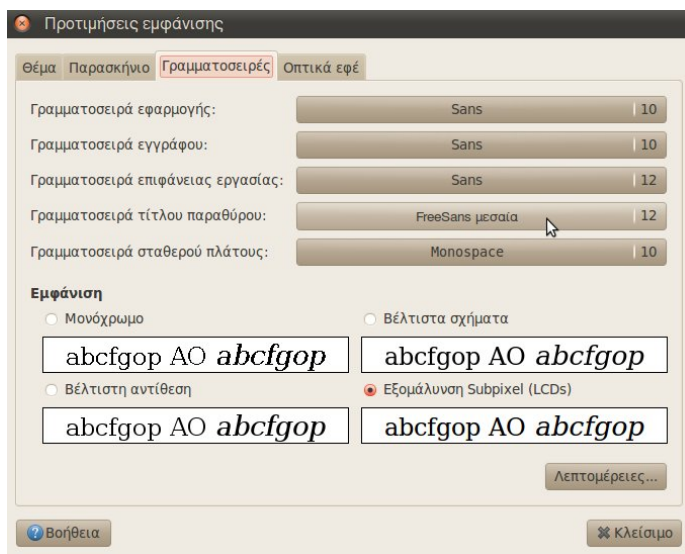 Προτιμήσεις εμφάνισης
Θέμα Παρασκήνιο Γραμματοσειρές Οπτικά εφέ
Γραμματοσειρά εφαρμογής: Sans 10
Γραμματοσειρά εγγράφου: Sans 10
Γραμματοσειρά επιφάνειας εργασίας: Sans 12
Γραμματοσειρά τίτλου παραθύρου: FreeSans μεσαία 12
Γραμματοσειρά σταθερού πλάτους: Monospace 10
Εμφάνιση
Μονόχρωμο Βέλτιστα σχήματα
abcfgop AO abcfgop abcfgop AO abcfgop
Βέλτιστη αντίθεση Εξομάλυνση Subpixel (LCDs)
abcfgop AO abcfgop abcfgop AO abcfgop
Λεπτομέρειες...
Βοήθεια Κλείσιμο